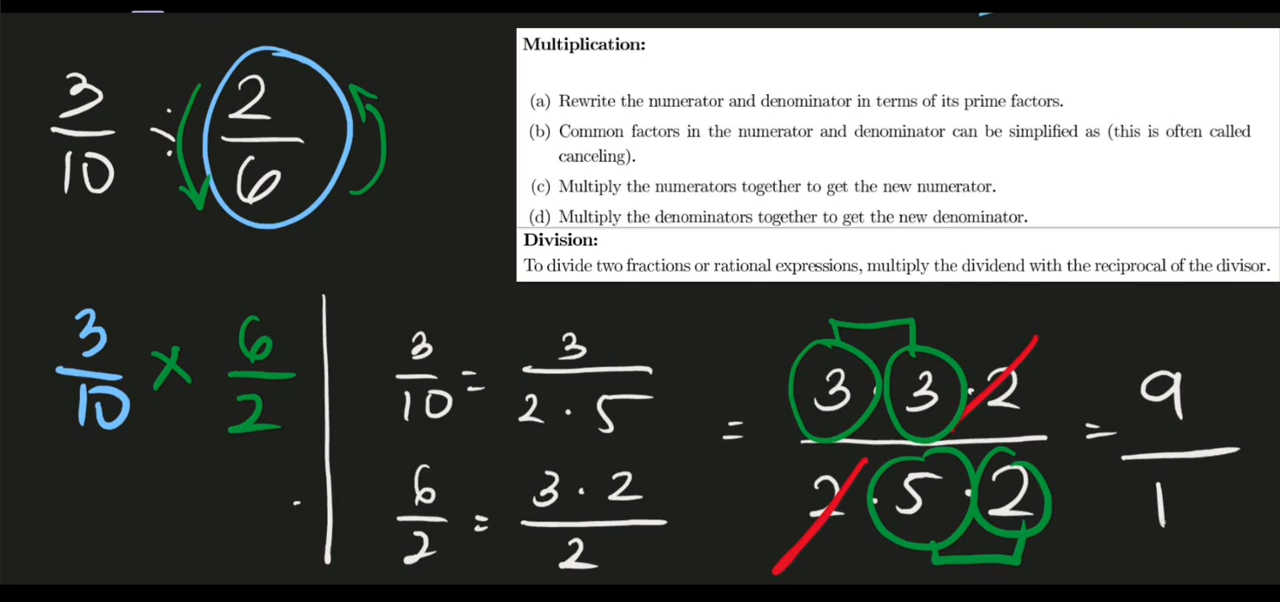 3/10 ÷ 2/6
Multiplication:
(a) Rewrite the numerator and denominator in terms of its prime factors.
(b) Common factors in the numerator and denominator can be simplified as (this is often called
canceling).
(c) Multiply the numerators together to get the new numerator.
(d) Multiply the denominators together to get the new denominator.
Division:
To divide two fractions or rational expressions, multiply the dividend with the reciprocal of the divisor.
3/10 × 6/2
3/10 = 3/(2 · 5)
6/2 = (3 · 2)/2
= (3 · 3 · 2)/(2 · 5 · 2) = 9/1